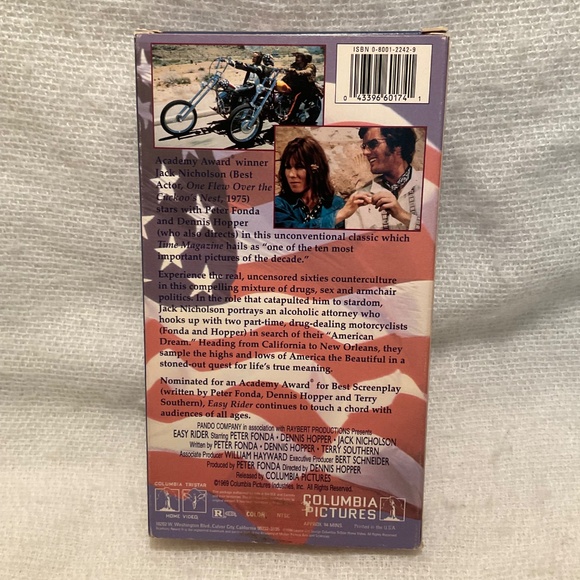 ISBN 0-8001-2242-9
0 43396 60174 1
Academy Award winner
Jack Nicholson (Best
Actor, One Flew Over the
Cuckoo's Nest, 1975)
stars with Peter Fonda
and Dennis Hopper
(who also directs) in this unconventional classic which
Time Magazine hails as "one of the ten most
important pictures of the decade."
Experience the real, uncensored sixties counterculture
in this compelling mixture of drugs, sex and armchair
politics. In the role that catapulted him to stardom,
Jack Nicholson portrays an alcoholic attorney who
hooks up with two part-time, drug-dealing motorcyclists
(Fonda and Hopper) in search of their "American
Dream." Heading from California to New Orleans, they
sample the highs and lows of America the Beautiful in a
stoned-out quest for life's true meaning.
Nominated for an Academy Award® for Best Screenplay
(written by Peter Fonda, Dennis Hopper and Terry
Southern), Easy Rider continues to touch a chord with
audiences of all ages.
PANDO COMPANY in association with RAYBERT PRODUCTIONS Presents
EASY RIDER Starring PETER FONDA • DENNIS HOPPER • JACK NICHOLSON
Written by PETER FONDA • DENNIS HOPPER • TERRY SOUTHERN
Associate Producer WILLIAM HAYWARD Executive Producer BERT SCHNEIDER
Produced by PETER FONDA Directed by DENNIS HOPPER
Released by COLUMBIA PICTURES
©1969 Columbia Pictures Industries, Inc. All Rights Reserved.
COLUMBIA TRISTAR
HOME VIDEO
R
COLOR
NTSC
COLUMBIA
PICTURES
Printed in the U.S.A.